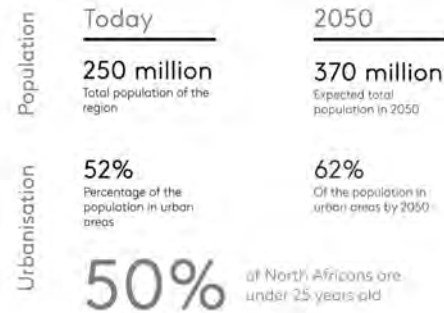 Population
Today
250 million
Total population of the
region
2050
370 million
Expected total
population in 2050
Urbanisation
52%
Percentage of the
population in urban
areas
62%
Of the population in
urban areas by 2050
50%
of North Africans are
under 25 years old